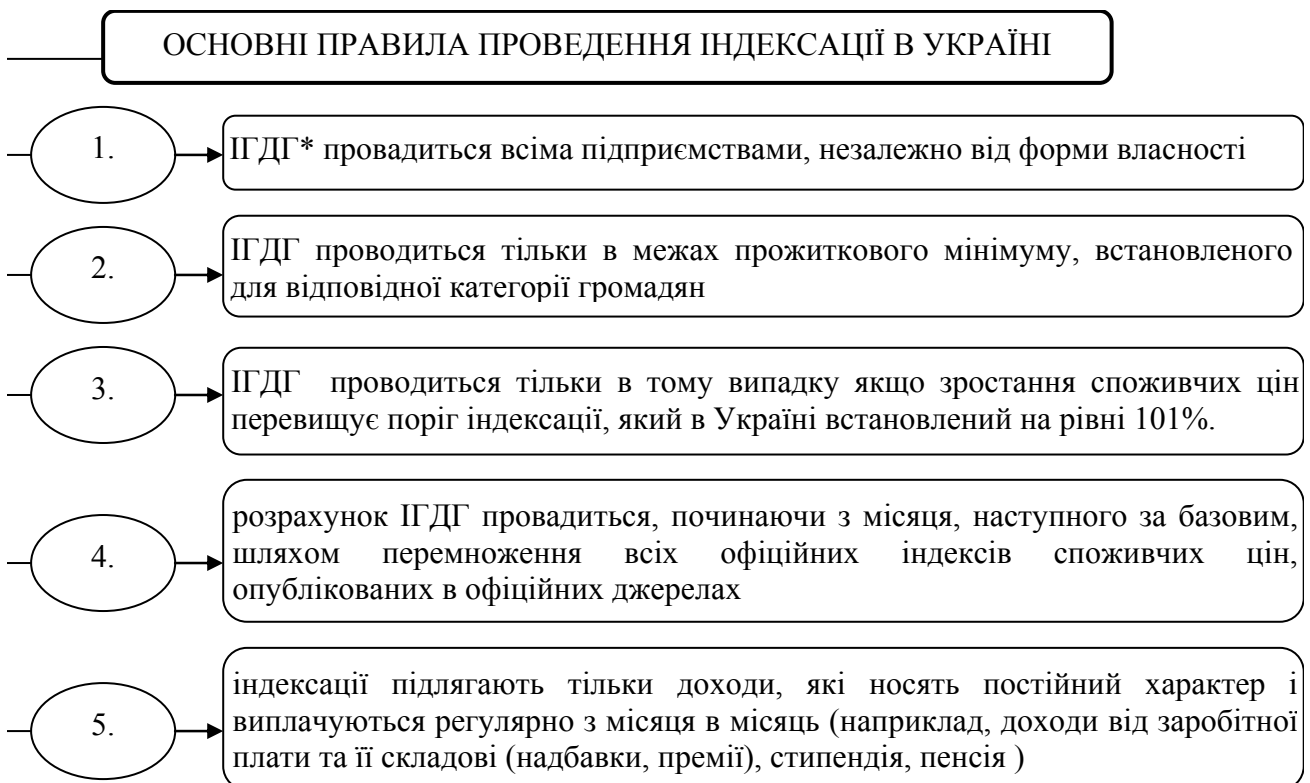 ОСНОВНІ ПРАВИЛА ПРОВЕДЕННЯ ІНДЕКСАЦІЇ В УКРАЇНІ
1.
ІГДГ* провадиться всіма підприємствами, незалежно від форми власності
2.
ІГДГ проводиться тільки в межах прожиткового мінімуму, встановленого
для відповідної категорії громадян
3.
ІГДГ проводиться тільки в тому випадку якщо зростання споживчих цін
перевищує поріг індексації, який в Україні встановлений на рівні 101%.
4.
розрахунок ІГДГ провадиться, починаючи з місяця, наступного за базовим,
шляхом перемноження всіх офіційних індексів споживчих цін,
опублікованих в офіційних джерелах
5.
індексації підлягають тільки доходи, які носять постійний характер і
виплачуються регулярно з місяця в місяць (наприклад, доходи від заробітної
плати та її складові (надбавки, премії), стипендія, пенсія )